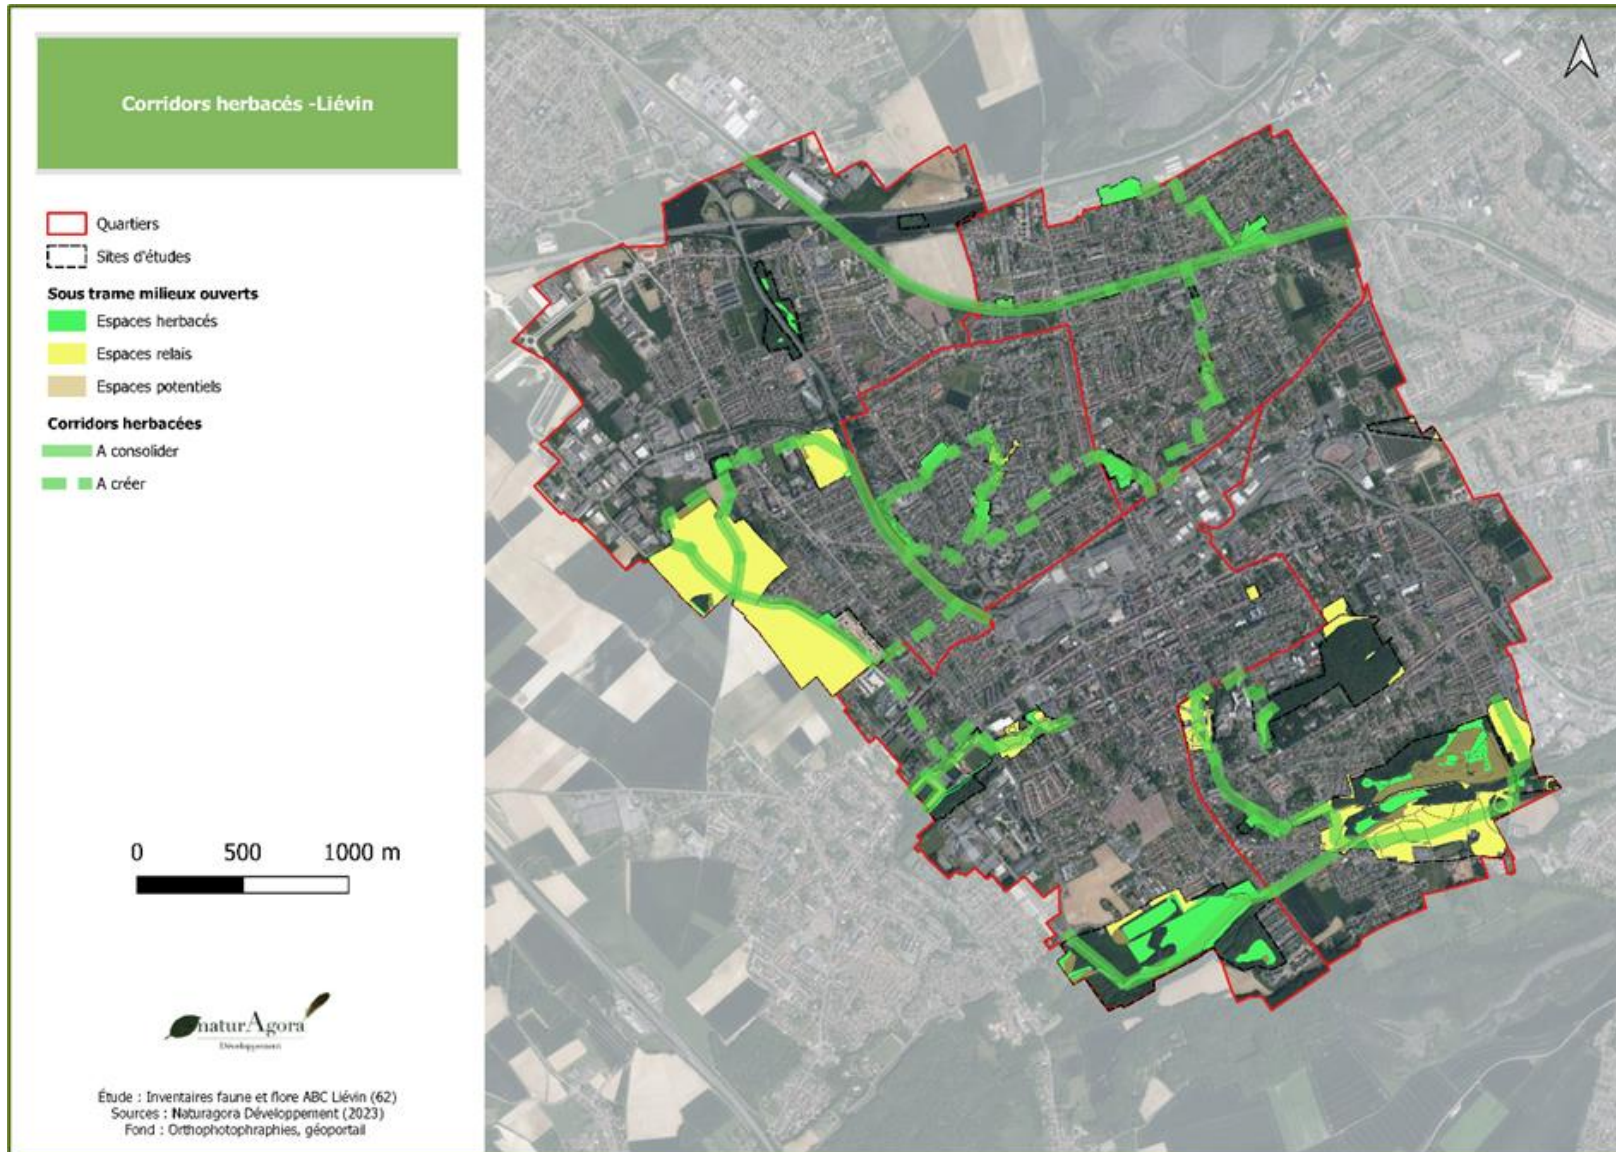 Corridors herbacés -Liévin
Quartiers
Sites d'études
Sous trame milieux ouverts
Espaces herbacés
Espaces relais
Espaces potentiels
Corridors herbacées
A consolider
A créer
0 500 1000 m
naturAgora
Développement
Étude : Inventaires faune et flore ABC Liévin (62)
Sources : Naturagora Développement (2023)
Fond : Orthophotophraphies, géoportail